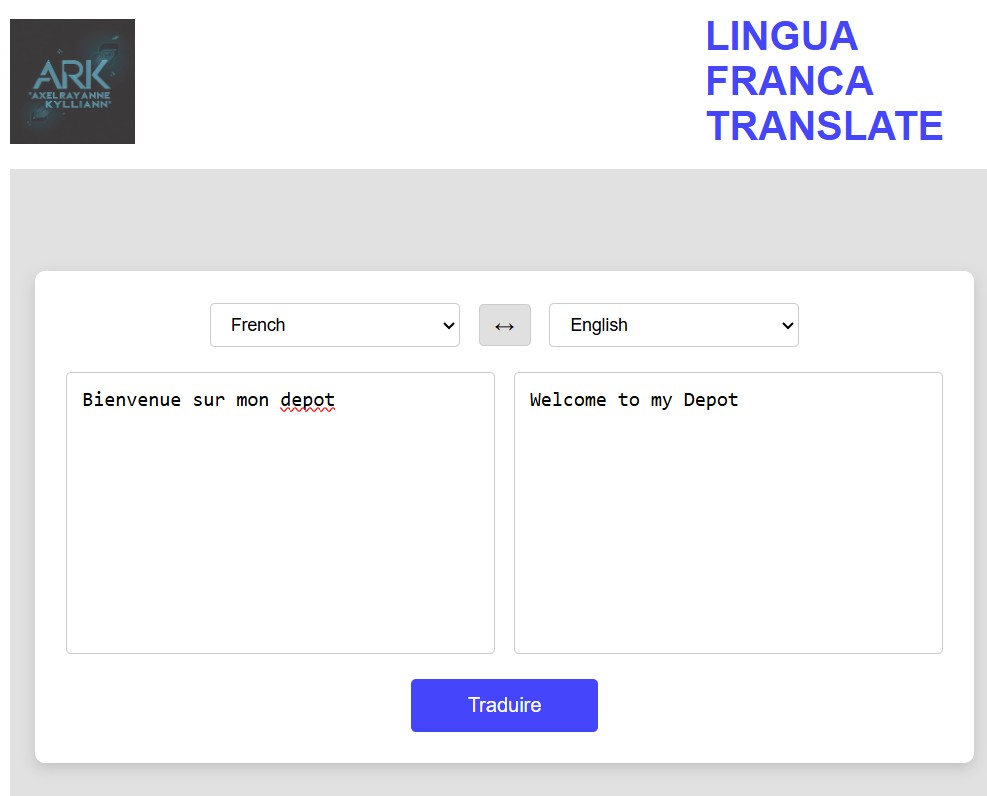 ARK
"AXELRAYANNE
KYLLIANN"
LINGUA
FRANCA
TRANSLATE
French
↔
English
Bienvenue sur mon depot
Welcome to my Depot
Traduire